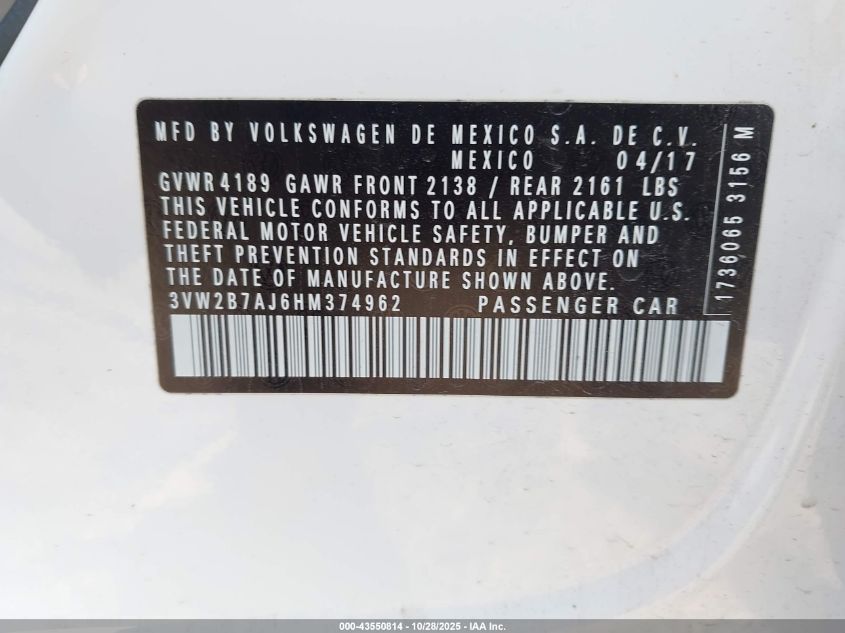 MFD BY VOLKSWAGEN DE MEXICO S.A. DE C.V.
MEXICO 04/17
GVWR 4189 GAWR FRONT 2138 / REAR 2161 LBS
THIS VEHICLE CONFORMS TO ALL APPLICABLE U.S.
FEDERAL MOTOR VEHICLE SAFETY, BUMPER AND
THEFT PREVENTION STANDARDS IN EFFECT ON
THE DATE OF MANUFACTURE SHOWN ABOVE.
3VW2B7AJ6HM374962 PASSENGER CAR
1736065 3156 M
000-43550814 - 10/28/2025 - IAA Inc.